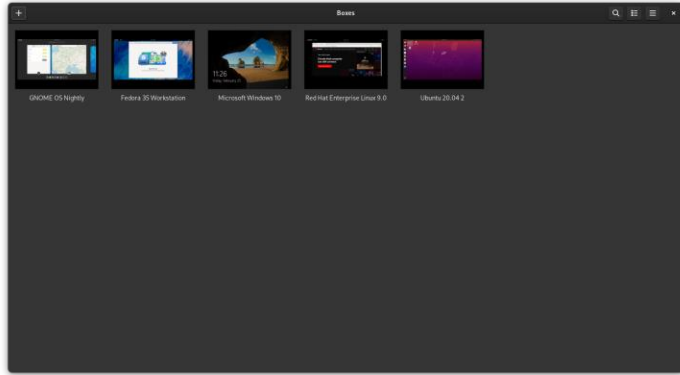 Boxes
GNOME OS Nightly
Fedora 35 Workstation
Microsoft Windows 10
Red Hat Enterprise Linux 9.0
Ubuntu 20.04 2
11:26